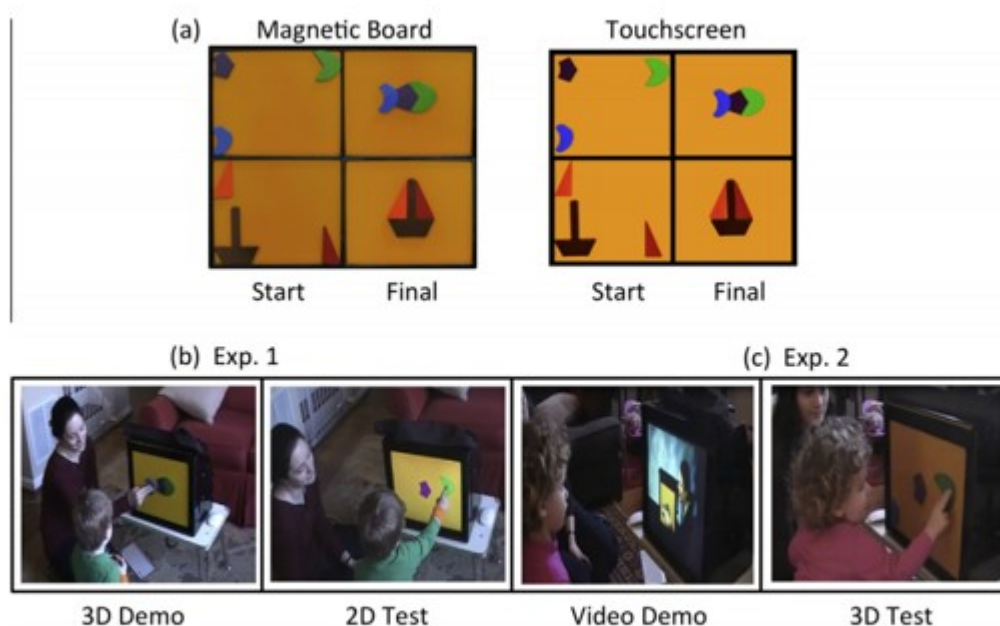 (a) Magnetic Board Touchscreen
Start Final Start Final
(b) Exp. 1 (c) Exp. 2
3D Demo 2D Test Video Demo 3D Test